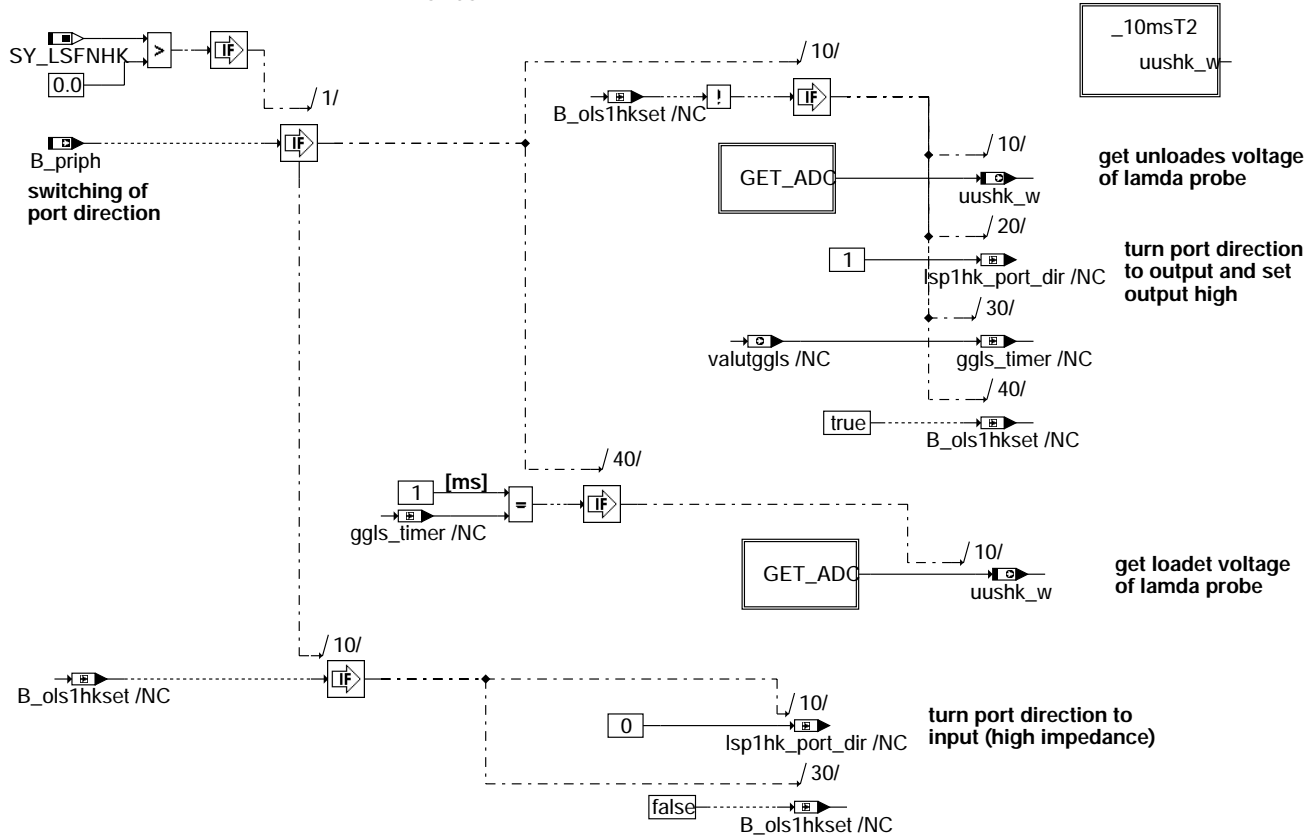 SY_LSFNHK
0.0
>
IF
1/
B_priph
IF
switching of
port direction
10/
B_ols1hkset /NC
!
IF
_10msT2
uushk_w
10/
GET_ADC
uushk_w
get unloades voltage
of lamda probe
20/
1
lsp1hk_port_dir /NC
turn port direction
to output and set
output high
30/
valutggls /NC
ggls_timer /NC
40/
true
B_ols1hkset /NC
40/
1
[ms]
ggls_timer /NC
=
IF
10/
GET_ADC
uushk_w
get loadet voltage
of lamda probe
10/
B_ols1hkset /NC
IF
10/
0
lsp1hk_port_dir /NC
turn port direction to
input (high impedance)
30/
false
B_ols1hkset /NC